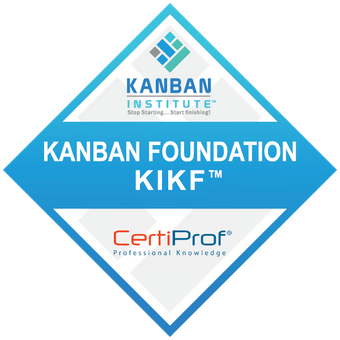 KANBAN
INSTITUTE™
Stop Starting... Start finishing!
KANBAN FOUNDATION
KIKF™
CertiProf®
Professional Knowledge